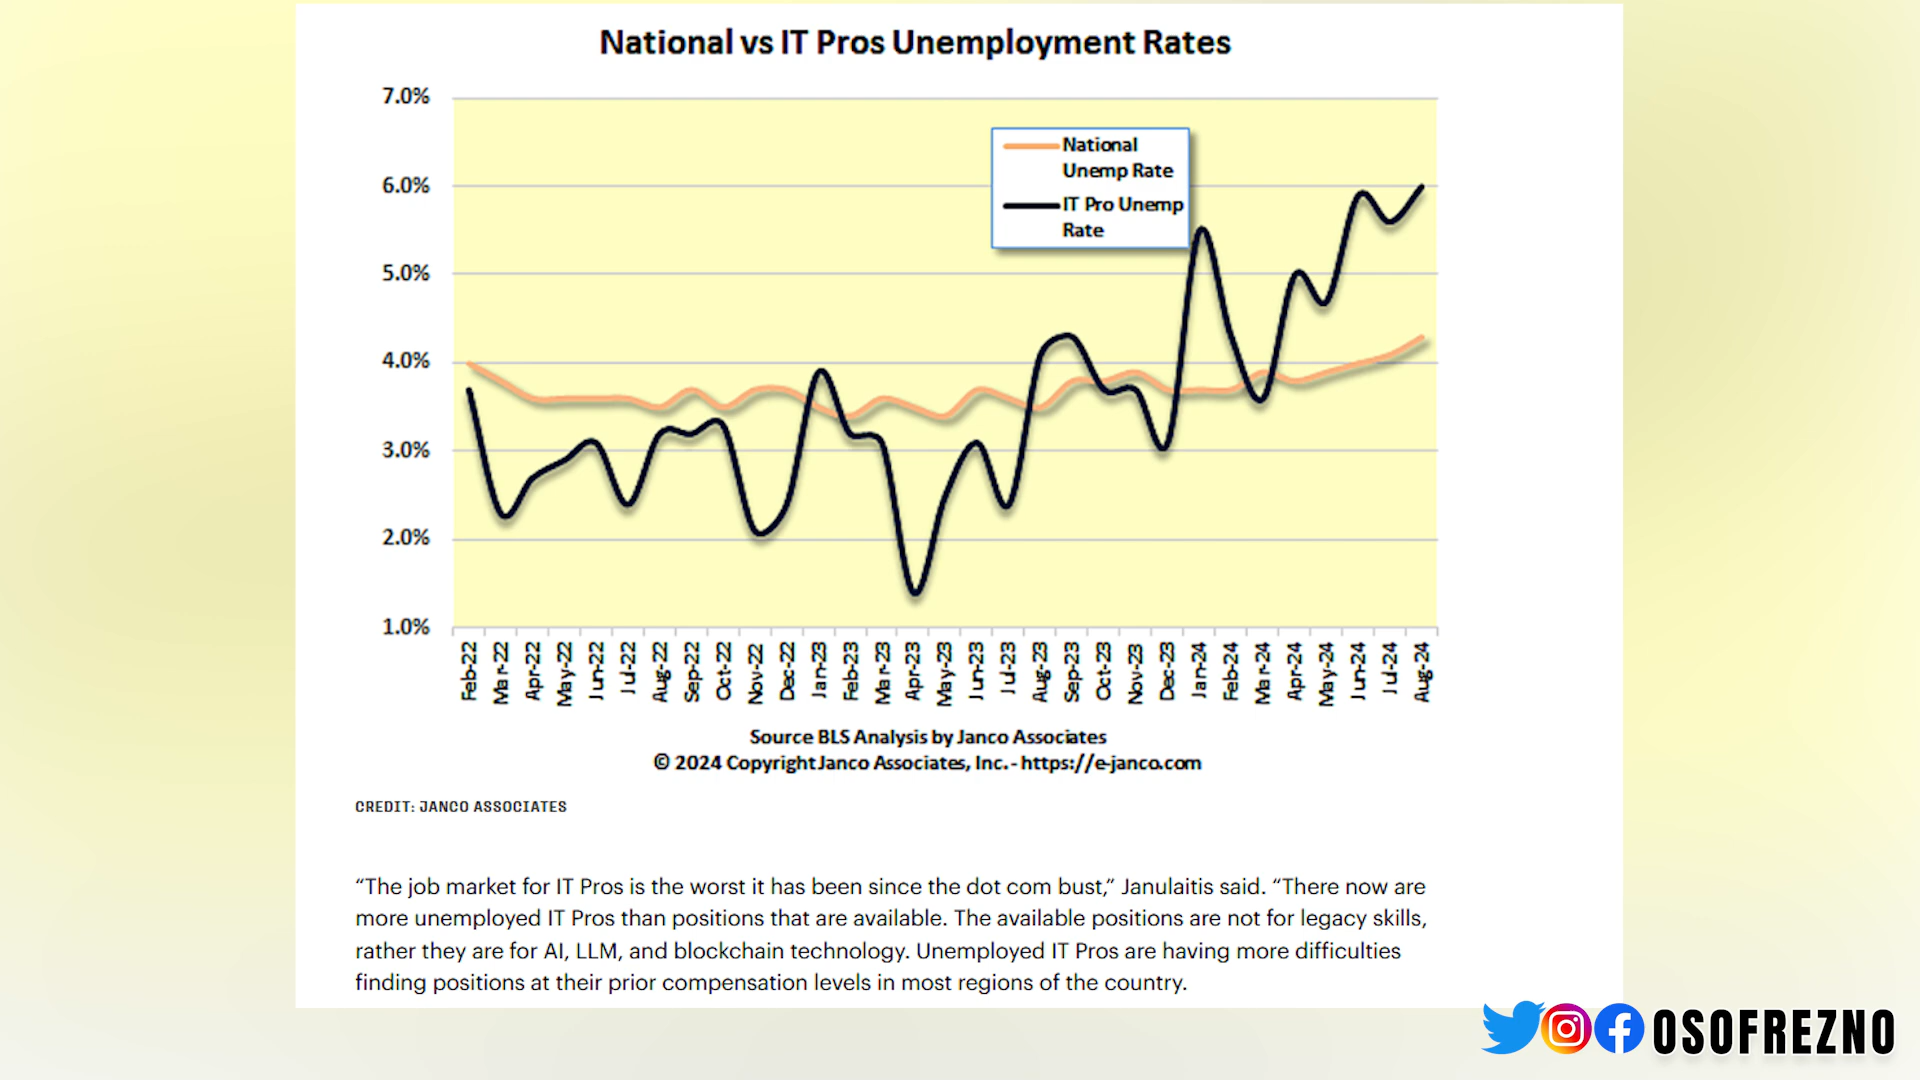 National vs IT Pros Unemployment Rates
7.0%
6.0%
5.0%
4.0%
3.0%
2.0%
1.0%
National
Unemp Rate
IT Pro Unemp
Rate
Feb-22
Mar-22
Apr-22
May-22
Jun-22
Jul-22
Aug-22
Sep-22
Oct-22
Nov-22
Dec-22
Jan-23
Feb-23
Mar-23
Apr-23
May-23
Jun-23
Jul-23
Aug-23
Sep-23
Oct-23
Nov-23
Dec-23
Jan-24
Feb-24
Mar-24
Apr-24
May-24
Jun-24
Jul-24
Aug-24
Source BLS Analysis by Janco Associates
© 2024 Copyright Janco Associates, Inc. - https://e-janco.com
CREDIT: JANCO ASSOCIATES
“The job market for IT Pros is the worst it has been since the dot com bust,” Janulaitis said. “There now are
more unemployed IT Pros than positions that are available. The available positions are not for legacy skills,
rather they are for AI, LLM, and blockchain technology. Unemployed IT Pros are having more difficulties
finding positions at their prior compensation levels in most regions of the country.
OSOFREZNO